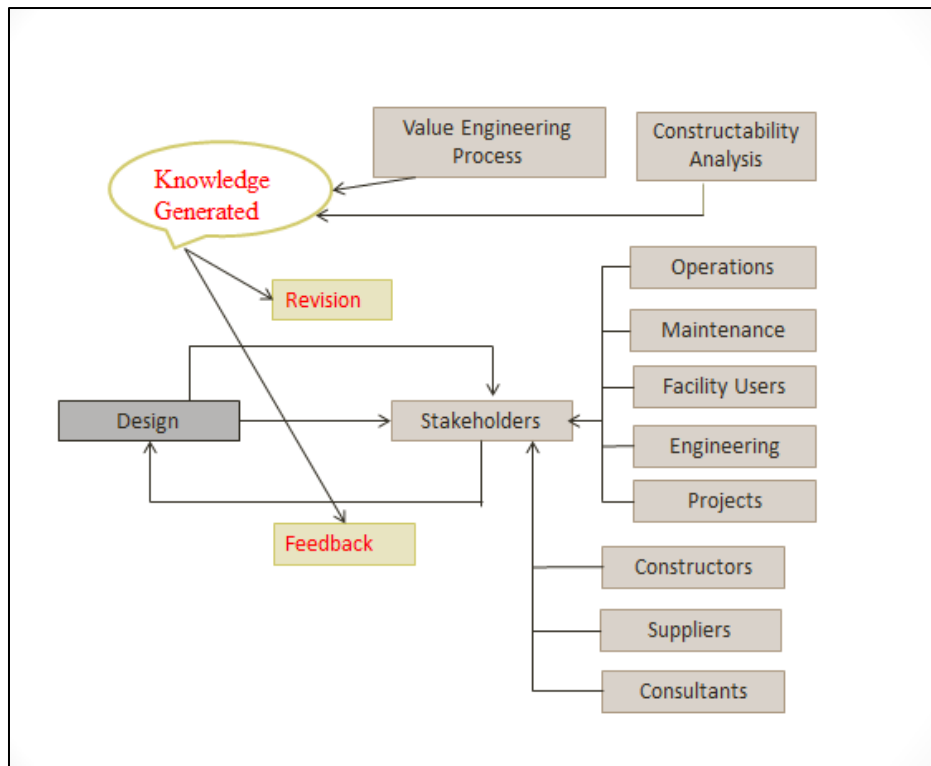 Value Engineering
Process
Constructability
Analysis
Knowledge
Generated
Operations
Revision
Maintenance
Facility Users
Design
Stakeholders
Engineering
Projects
Feedback
Constructors
Suppliers
Consultants